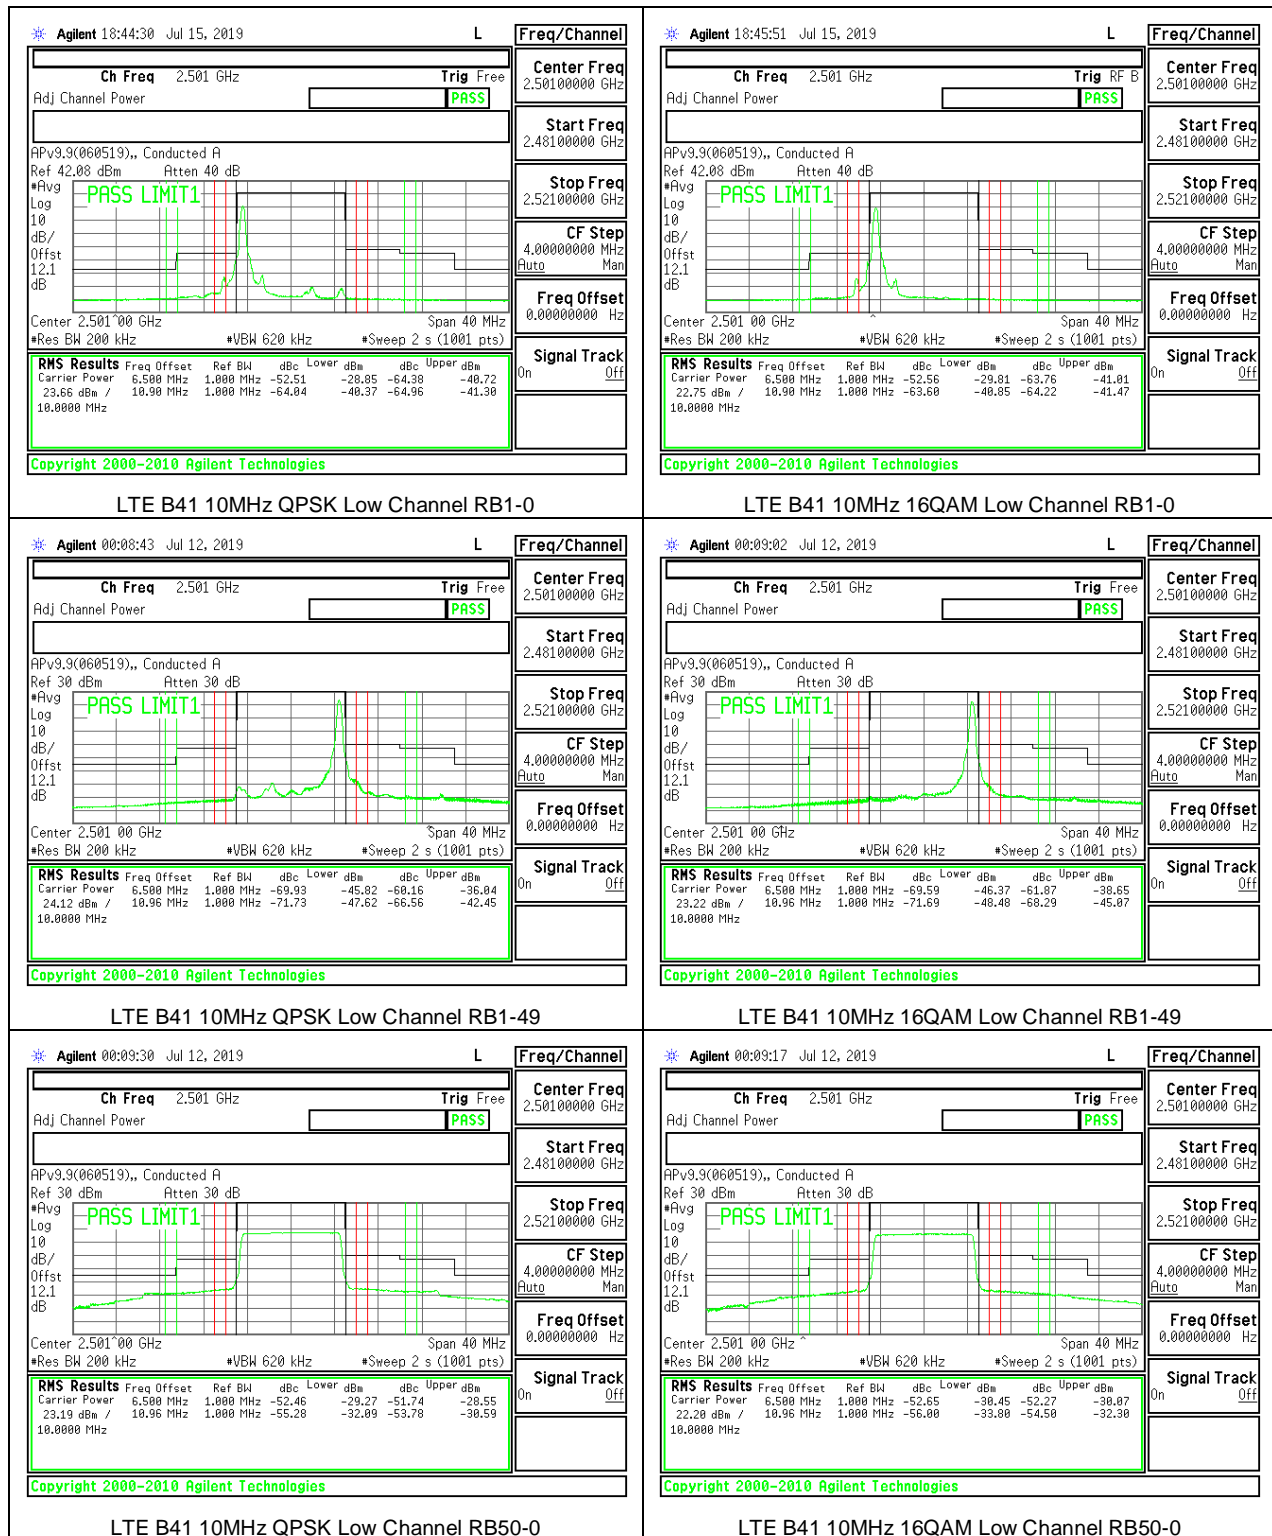 Agilent 18:44:30 Jul 15, 2019 L Freq/Channel
Ch Freq 2.501 GHz Trig Free
Adj Channel Power PASS
APv9.9(060519),, Conducted A
Ref 42.08 dBm Atten 40 dB
#Avg
Log
10
dB/
Offst
12.1
dB
PASS LIMIT1
Center 2.501 00 GHz Span 40 MHz
#Res BW 200 kHz #VBW 620 kHz #Sweep 2 s (1001 pts)
RMS Results Freq Offset Ref BW dBc Lower dBm dBc Upper dBm
Carrier Power 6.500 MHz 1.000 MHz -52.51 -28.85 -64.38 -40.72
23.66 dBm / 10.90 MHz 1.000 MHz -64.04 -40.37 -64.96 -41.30
10.0000 MHz
Center Freq
2.50100000 GHz
Start Freq
2.48100000 GHz
Stop Freq
2.52100000 GHz
CF Step
4.00000000 MHz
Auto Man
Freq Offset
0.00000000 Hz
Signal Track
On Off
Copyright 2000-2010 Agilent Technologies
LTE B41 10MHz QPSK Low Channel RB1-0
Agilent 18:45:51 Jul 15, 2019 L Freq/Channel
Ch Freq 2.501 GHz Trig RF B
Adj Channel Power PASS
APv9.9(060519),, Conducted A
Ref 42.08 dBm Atten 40 dB
#Avg
Log
10
dB/
Offst
12.1
dB
PASS LIMIT1
Center 2.501 00 GHz Span 40 MHz
#Res BW 200 kHz #VBW 620 kHz #Sweep 2 s (1001 pts)
RMS Results Freq Offset Ref BW dBc Lower dBm dBc Upper dBm
Carrier Power 6.500 MHz 1.000 MHz -52.56 -29.81 -63.76 -41.01
22.75 dBm / 10.90 MHz 1.000 MHz -63.60 -40.85 -64.22 -41.47
10.0000 MHz
Center Freq
2.50100000 GHz
Start Freq
2.48100000 GHz
Stop Freq
2.52100000 GHz
CF Step
4.00000000 MHz
Auto Man
Freq Offset
0.00000000 Hz
Signal Track
On Off
Copyright 2000-2010 Agilent Technologies
LTE B41 10MHz 16QAM Low Channel RB1-0
Agilent 00:08:43 Jul 12, 2019 L Freq/Channel
Ch Freq 2.501 GHz Trig Free
Adj Channel Power PASS
APv9.9(060519),, Conducted A
Ref 30 dBm Atten 30 dB
#Avg
Log
10
dB/
Offst
12.1
dB
PASS LIMIT1
Center 2.501 00 GHz Span 40 MHz
#Res BW 200 kHz #VBW 620 kHz #Sweep 2 s (1001 pts)
RMS Results Freq Offset Ref BW dBc Lower dBm dBc Upper dBm
Carrier Power 6.500 MHz 1.000 MHz -69.93 -45.82 -60.16 -36.04
24.12 dBm / 10.96 MHz 1.000 MHz -71.73 -47.62 -66.56 -42.45
10.0000 MHz
Center Freq
2.50100000 GHz
Start Freq
2.48100000 GHz
Stop Freq
2.52100000 GHz
CF Step
4.00000000 MHz
Auto Man
Freq Offset
0.00000000 Hz
Signal Track
On Off
Copyright 2000-2010 Agilent Technologies
LTE B41 10MHz QPSK Low Channel RB1-49
Agilent 00:09:02 Jul 12, 2019 L Freq/Channel
Ch Freq 2.501 GHz Trig Free
Adj Channel Power PASS
APv9.9(060519),, Conducted A
Ref 30 dBm Atten 30 dB
#Avg
Log
10
dB/
Offst
12.1
dB
PASS LIMIT1
Center 2.501 00 GHz Span 40 MHz
#Res BW 200 kHz #VBW 620 kHz #Sweep 2 s (1001 pts)
RMS Results Freq Offset Ref BW dBc Lower dBm dBc Upper dBm
Carrier Power 6.500 MHz 1.000 MHz -69.59 -46.37 -61.87 -38.65
23.22 dBm / 10.96 MHz 1.000 MHz -71.69 -48.48 -68.29 -45.07
10.0000 MHz
Center Freq
2.50100000 GHz
Start Freq
2.48100000 GHz
Stop Freq
2.52100000 GHz
CF Step
4.00000000 MHz
Auto Man
Freq Offset
0.00000000 Hz
Signal Track
On Off
Copyright 2000-2010 Agilent Technologies
LTE B41 10MHz 16QAM Low Channel RB1-49
Agilent 00:09:30 Jul 12, 2019 L Freq/Channel
Ch Freq 2.501 GHz Trig Free
Adj Channel Power PASS
APv9.9(060519),, Conducted A
Ref 30 dBm Atten 30 dB
#Avg
Log
10
dB/
Offst
12.1
dB
PASS LIMIT1
Center 2.501 00 GHz Span 40 MHz
#Res BW 200 kHz #VBW 620 kHz #Sweep 2 s (1001 pts)
RMS Results Freq Offset Ref BW dBc Lower dBm dBc Upper dBm
Carrier Power 6.500 MHz 1.000 MHz -52.46 -29.27 -51.74 -28.55
23.19 dBm / 10.96 MHz 1.000 MHz -55.28 -32.09 -53.78 -30.59
10.0000 MHz
Center Freq
2.50100000 GHz
Start Freq
2.48100000 GHz
Stop Freq
2.52100000 GHz
CF Step
4.00000000 MHz
Auto Man
Freq Offset
0.00000000 Hz
Signal Track
On Off
Copyright 2000-2010 Agilent Technologies
LTE B41 10MHz QPSK Low Channel RB50-0
Agilent 00:09:17 Jul 12, 2019 L Freq/Channel
Ch Freq 2.501 GHz Trig Free
Adj Channel Power PASS
APv9.9(060519),, Conducted A
Ref 30 dBm Atten 30 dB
#Avg
Log
10
dB/
Offst
12.1
dB
PASS LIMIT1
Center 2.501 00 GHz Span 40 MHz
#Res BW 200 kHz #VBW 620 kHz #Sweep 2 s (1001 pts)
RMS Results Freq Offset Ref BW dBc Lower dBm dBc Upper dBm
Carrier Power 6.500 MHz 1.000 MHz -52.65 -30.45 -52.27 -30.07
22.20 dBm / 10.96 MHz 1.000 MHz -56.00 -33.80 -54.50 -32.30
10.0000 MHz
Center Freq
2.50100000 GHz
Start Freq
2.48100000 GHz
Stop Freq
2.52100000 GHz
CF Step
4.00000000 MHz
Auto Man
Freq Offset
0.00000000 Hz
Signal Track
On Off
Copyright 2000-2010 Agilent Technologies
LTE B41 10MHz 16QAM Low Channel RB50-0